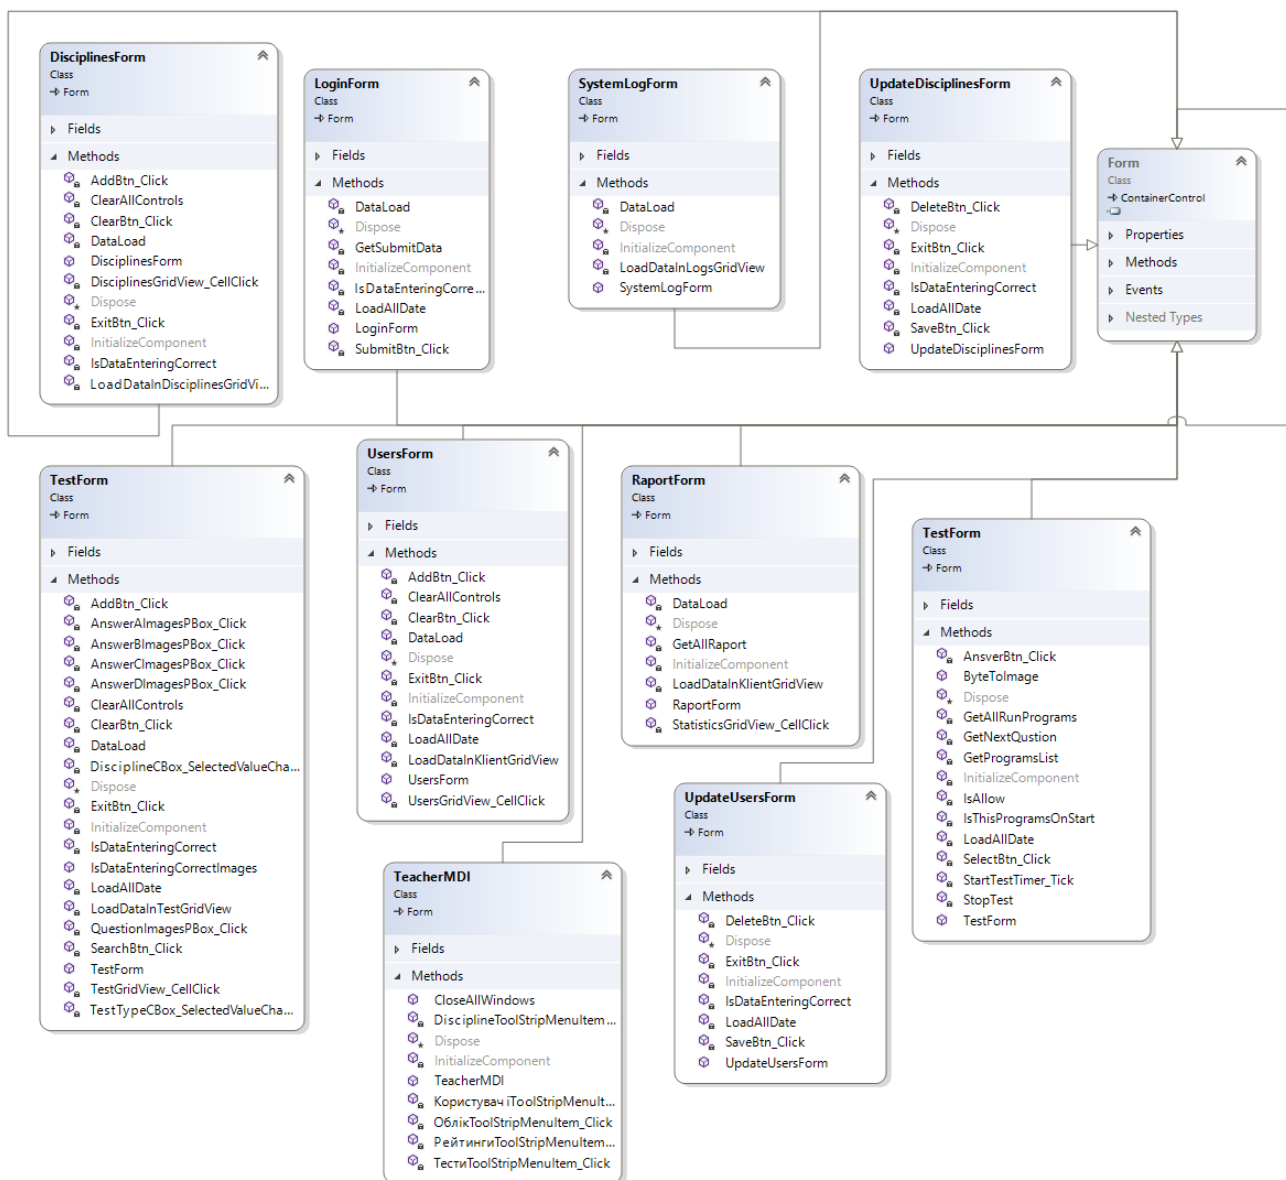 DisciplinesForm
Class
Form
Fields
Methods
AddBtn_Click
ClearAllControls
ClearBtn_Click
DataLoad
DisciplinesForm
DisciplinesGridView_CellClick
Dispose
ExitBtn_Click
InitializeComponent
IsDataEnteringCorrect
LoadDataInDisciplinesGridVi...
LoginForm
Class
Form
Fields
Methods
DataLoad
Dispose
GetSubmitData
InitializeComponent
IsDataEnteringCorre...
LoadAllDate
LoginForm
SubmitBtn_Click
SystemLogForm
Class
Form
Fields
Methods
DataLoad
Dispose
InitializeComponent
LoadDataInLogsGridView
SystemLogForm
UpdateDisciplinesForm
Class
Form
Fields
Methods
DeleteBtn_Click
Dispose
ExitBtn_Click
InitializeComponent
IsDataEnteringCorrect
LoadAllDate
SaveBtn_Click
UpdateDisciplinesForm
Form
Class
ContainerControl
Properties
Methods
Events
Nested Types
TestForm
Class
Form
Fields
Methods
AddBtn_Click
AnswerAImagesPBox_Click
AnswerBImagesPBox_Click
AnswerCImagesPBox_Click
AnswerDImagesPBox_Click
ClearAllControls
ClearBtn_Click
DataLoad
DisciplineCBox_SelectedValueCha...
Dispose
ExitBtn_Click
InitializeComponent
IsDataEnteringCorrect
IsDataEnteringCorrectImages
LoadAllDate
LoadDataInTestGridView
QuestionImagesPBox_Click
SearchBtn_Click
TestForm
TestGridView_CellClick
TestTypeCBox_SelectedValueCha...
UsersForm
Class
Form
Fields
Methods
AddBtn_Click
ClearAllControls
ClearBtn_Click
DataLoad
Dispose
ExitBtn_Click
InitializeComponent
IsDataEnteringCorrect
LoadAllDate
LoadDataInKlientGridView
UsersForm
UsersGridView_CellClick
RaportForm
Class
Form
Fields
Methods
DataLoad
Dispose
GetAllRaport
InitializeComponent
LoadDataInKlientGridView
RaportForm
StatisticsGridView_CellClick
TestForm
Class
Form
Fields
Methods
AnsverBtn_Click
ByteToImage
Dispose
GetAllRunPrograms
GetNextQustion
GetProgramsList
InitializeComponent
IsAllow
IsThisProgramsOnStart
LoadAllDate
SelectBtn_Click
StartTestTimer_Tick
StopTest
TestForm
TeacherMDI
Class
Form
Fields
Methods
CloseAllWindows
DisciplineToolStripMenuItem...
Dispose
InitializeComponent
TeacherMDI
КористувачіToolStripMenuIt...
ОблікToolStripMenuItem_Click
РейтингиToolStripMenuItem...
ТестиToolStripMenuItem_Click
UpdateUsersForm
Class
Form
Fields
Methods
DeleteBtn_Click
Dispose
ExitBtn_Click
InitializeComponent
IsDataEnteringCorrect
LoadAllDate
SaveBtn_Click
UpdateUsersForm